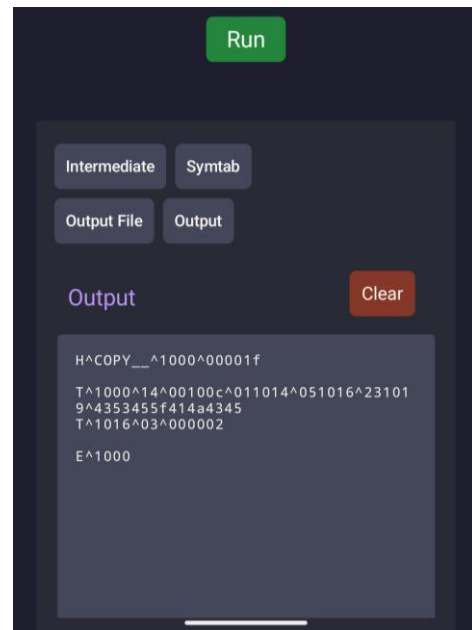 Run
Intermediate Symtab
Output File Output
Output Clear
H^COPY__^1000^00001f
T^1000^14^00100c^011014^051016^23101
9^4353455f414a4345
T^1016^03^000002
E^1000